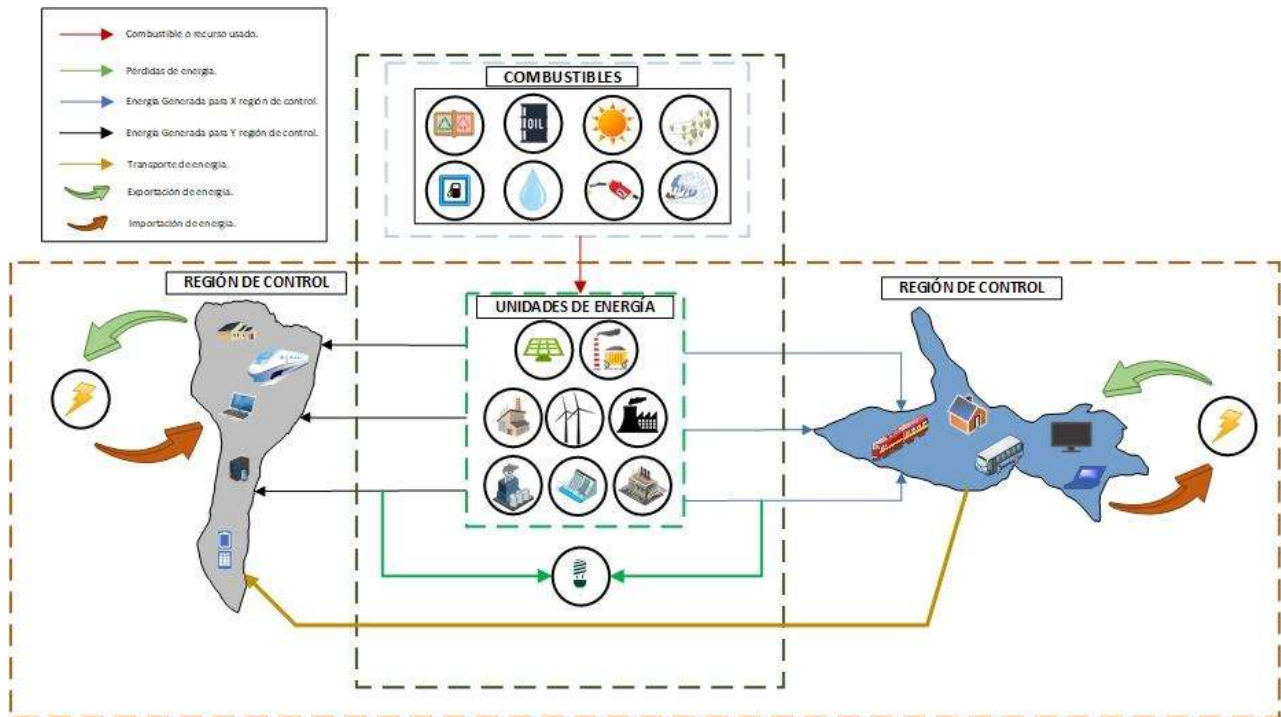 Combustible o recurso usado.
Pérdidas de energía.
Energía Generada para X región de control.
Energía Generada para Y región de control.
Transporte de energía.
Exportación de energía.
Importación de energía.
COMBUSTIBLES
OIL
REGIÓN DE CONTROL
UNIDADES DE ENERGÍA
REGIÓN DE CONTROL